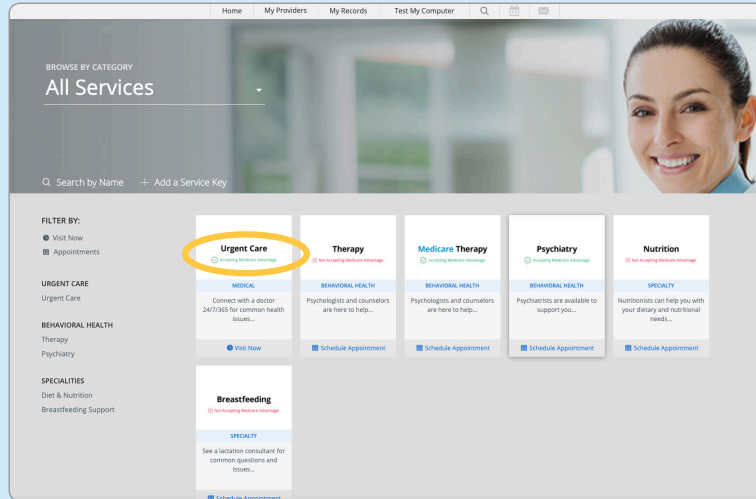 Home My Providers My Records Test My Computer
BROWSE BY CATEGORY
All Services
Search by Name + Add a Service Key
FILTER BY:
Visit Now
Appointments
URGENT CARE
Urgent Care
BEHAVIORAL HEALTH
Therapy
Psychiatry
SPECIALITIES
Diet & Nutrition
Breastfeeding Support
Urgent Care
Accepting Medicare Advantage
MEDICAL
Connect with a doctor
24/7/365 for common health
issues...
Visit Now
Therapy
Not Accepting Medicare Advantage
BEHAVIORAL HEALTH
Psychologists and counselors
are here to help...
Schedule Appointment
Medicare Therapy
Accepting Medicare Advantage
BEHAVIORAL HEALTH
Psychologists and counselors
are here to help...
Schedule Appointment
Psychiatry
Accepting Medicare Advantage
BEHAVIORAL HEALTH
Psychiatrists are available to
support you...
Schedule Appointment
Nutrition
Not Accepting Medicare Advantage
SPECIALTY
Nutritionists can help you with
your dietary and nutritional
needs...
Schedule Appointment
Breastfeeding
Not Accepting Medicare Advantage
SPECIALTY
See a lactation consultant for
common questions and
issues...
Schedule Appointment